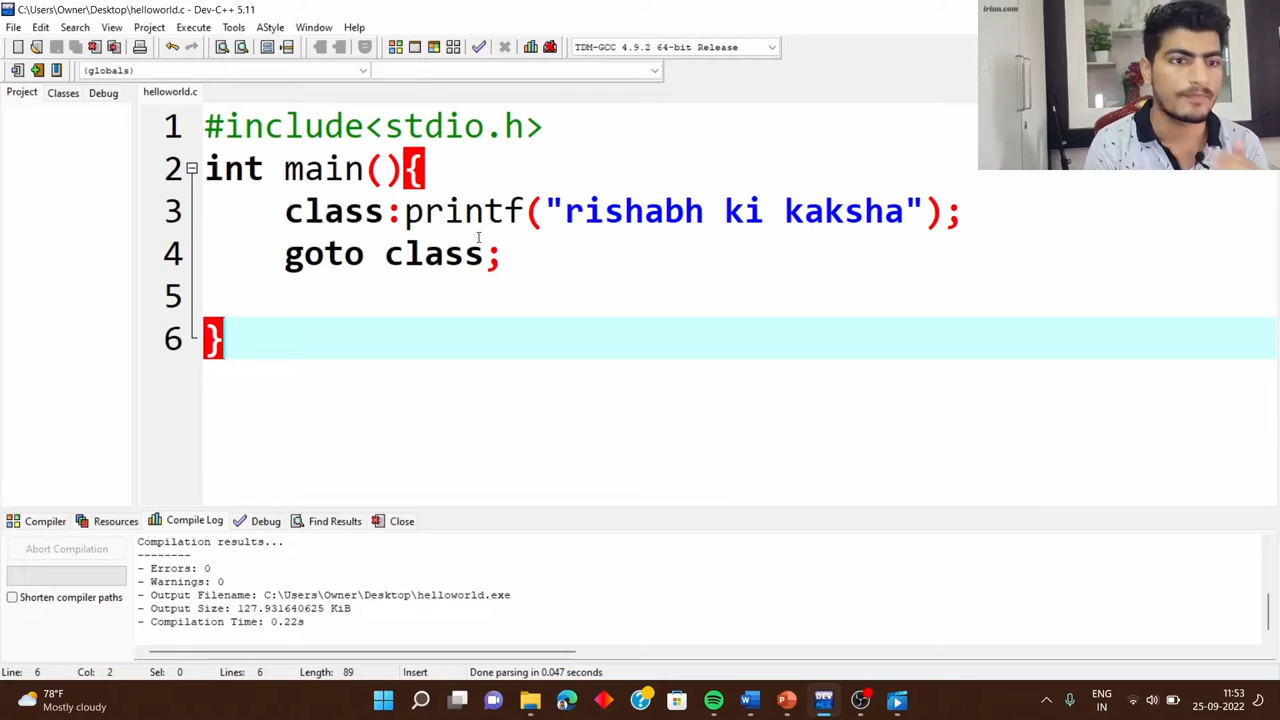 C:\Users\Owner\Desktop\helloworld.c - Dev-C++ 5.11
iriun.com
File Edit Search View Project Execute Tools AStyle Window Help
TDM-GCC 4.9.2 64-bit Release
(globals)
Project Classes Debug helloworld.c
1 #include<stdio.h>
2 int main(){
3 class:printf("rishabh ki kaksha");
4 goto class;
5
6 }
Compiler Resources Compile Log Debug Find Results Close
Abort Compilation
Shorten compiler paths
Compilation results...
--------
- Errors: 0
- Warnings: 0
- Output Filename: C:\Users\Owner\Desktop\helloworld.exe
- Output Size: 127.931640625 KiB
- Compilation Time: 0.22s
Line: 6 Col: 2 Sel: 0 Lines: 6 Length: 89 Insert Done parsing in 0.047 seconds
78°F
Mostly cloudy
ENG
IN
11:53
25-09-2022